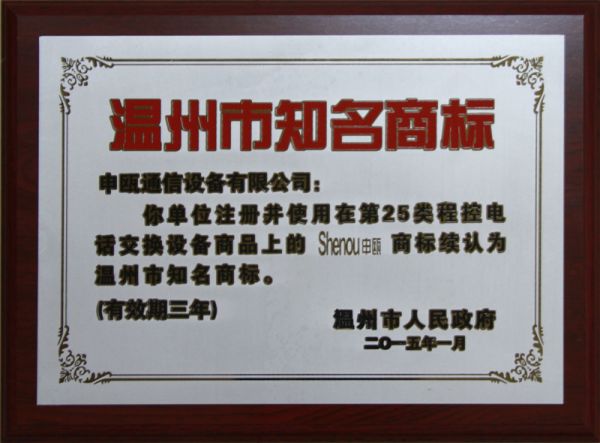 温州市知名商标
申瓯通信设备有限公司：
你单位注册并使用在第25类程控电
话交换设备商品上的 Shenou申瓯 商标续认为
温州市知名商标。
(有效期三年)
温州市人民政府
二〇一五年一月